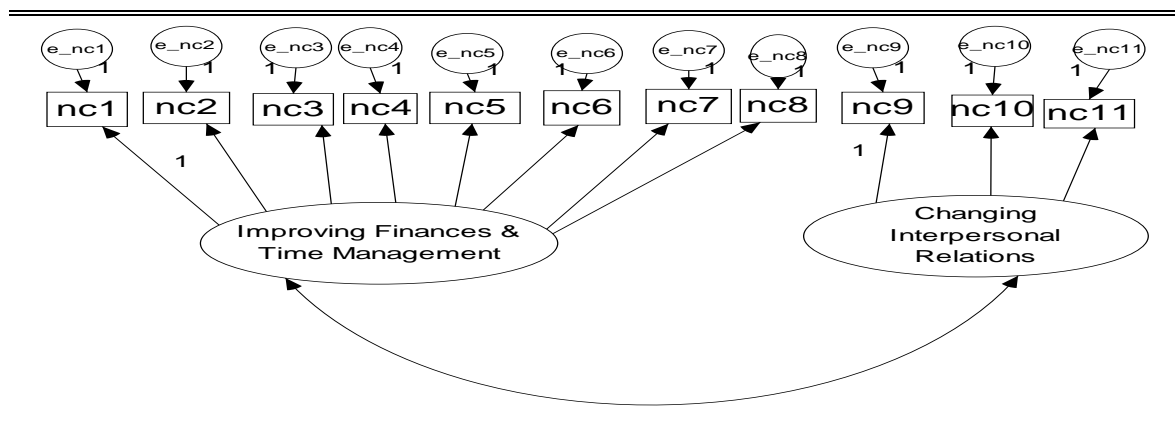 e_nc1 e_nc2 e_nc3 e_nc4 e_nc5 e_nc6 e_nc7 e_nc8 e_nc9 e_nc10 e_nc11
1 1 1 1 1 1 1 1 1 1 1
nc1 nc2 nc3 nc4 nc5 nc6 nc7 nc8 nc9 nc10 nc11
1 1
Improving Finances &
Time Management
Changing
Interpersonal
Relations